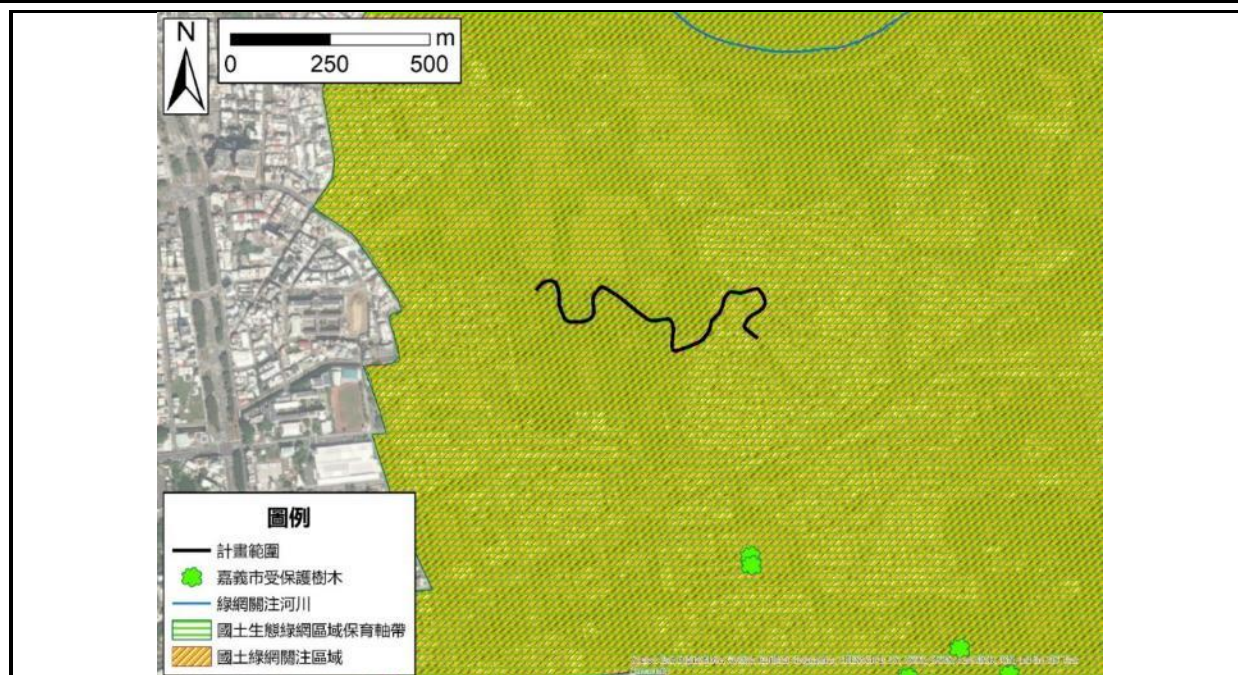 N
m
0 250 500
圖例
計畫範圍
嘉義市受保護樹木
綠網關注河川
國土生態綠網區域保育軸帶
國土綠網關注區域